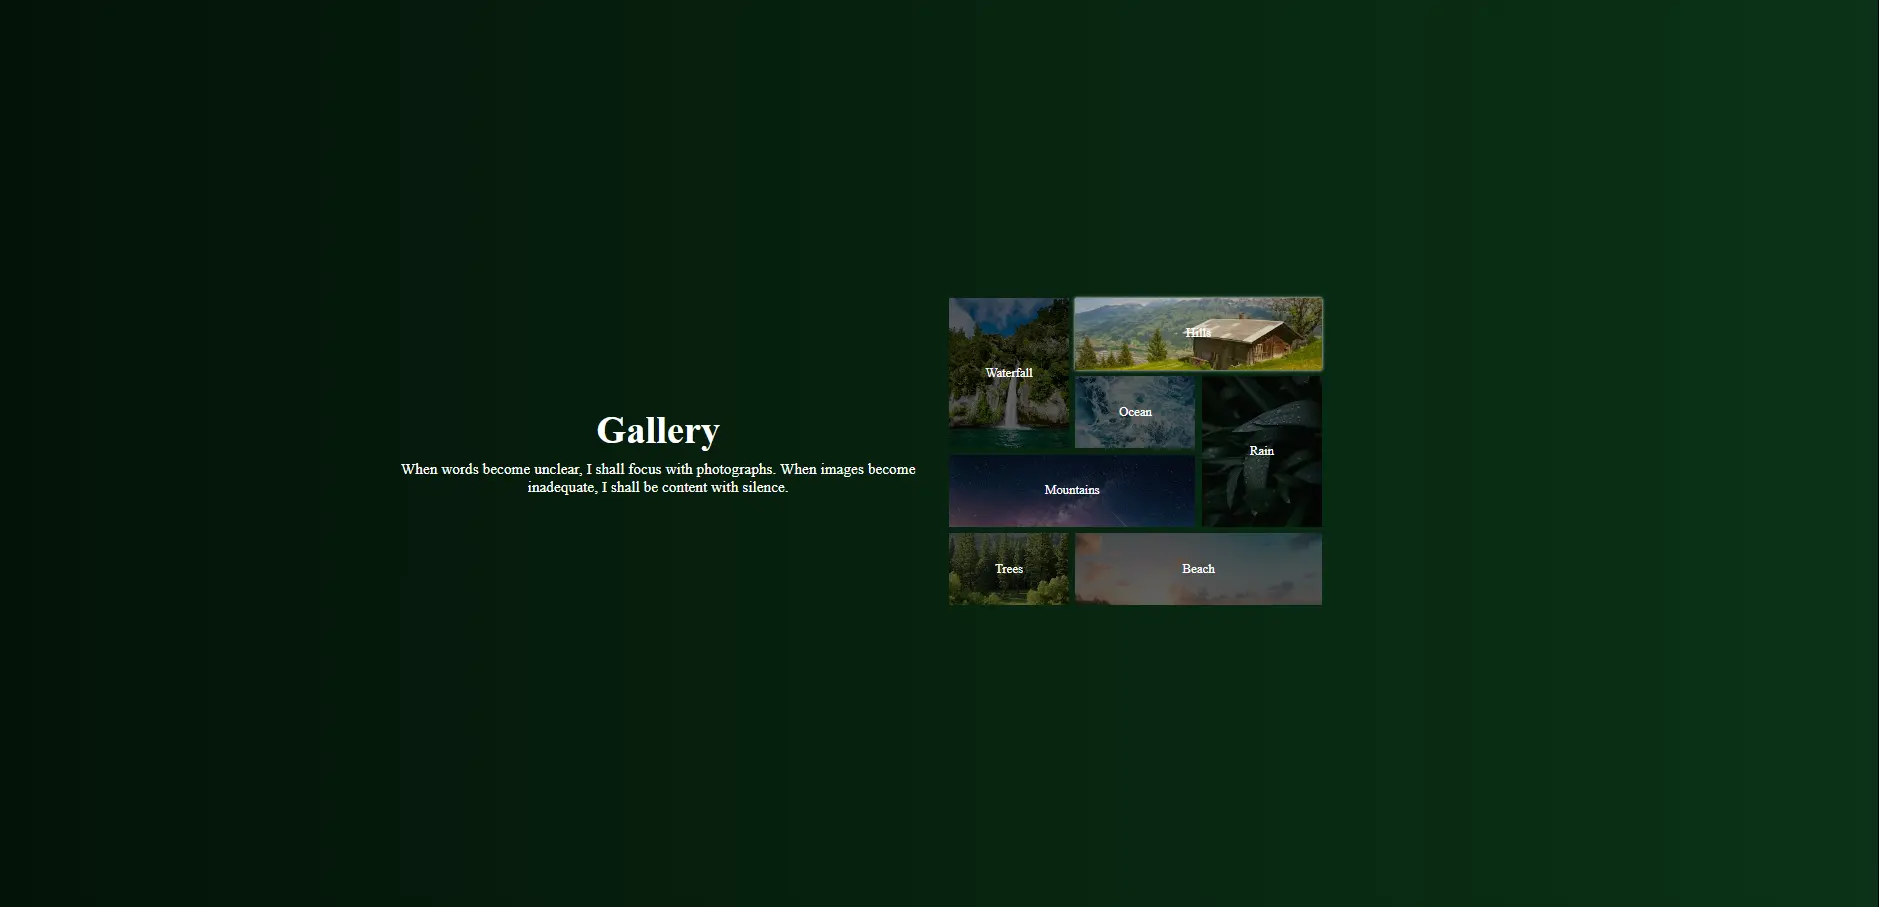 Gallery
When words become unclear, I shall focus with photographs. When images become
inadequate, I shall be content with silence.
Waterfall
Hills
Ocean
Rain
Mountains
Trees
Beach